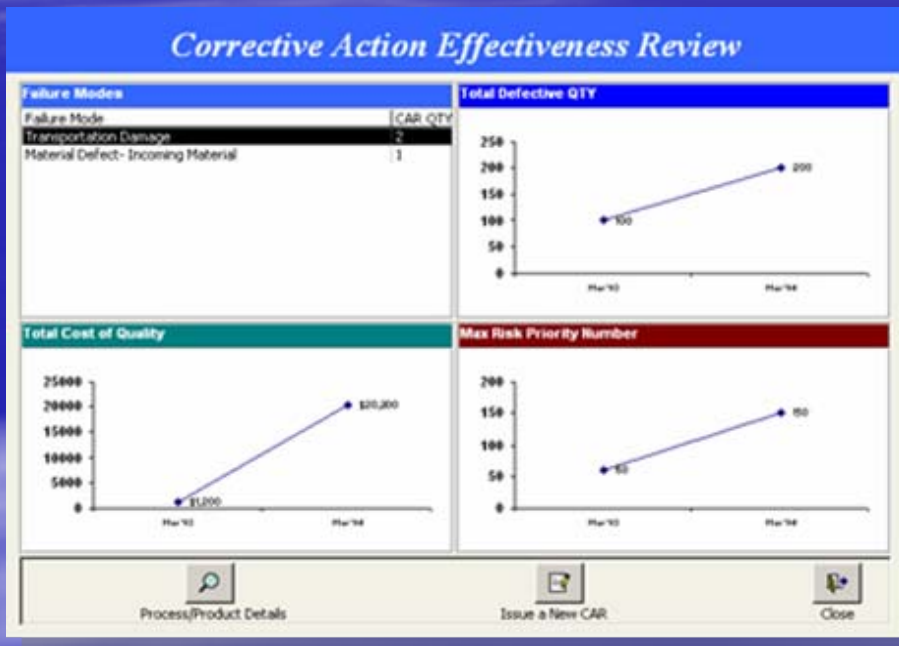 Corrective Action Effectiveness Review
Failure Modes
Failure Mode CAR QTY
Transportation Damage 2
Material Defect- Incoming Material 1
Total Defective QTY
250
200
150
100
50
0
100
200
Total Cost of Quality
25000
20000
15000
10000
5000
0
$1,200
$20,200
Max Risk Priority Number
200
150
100
50
0
150
Process/Product Details
Issue a New CAR
Close